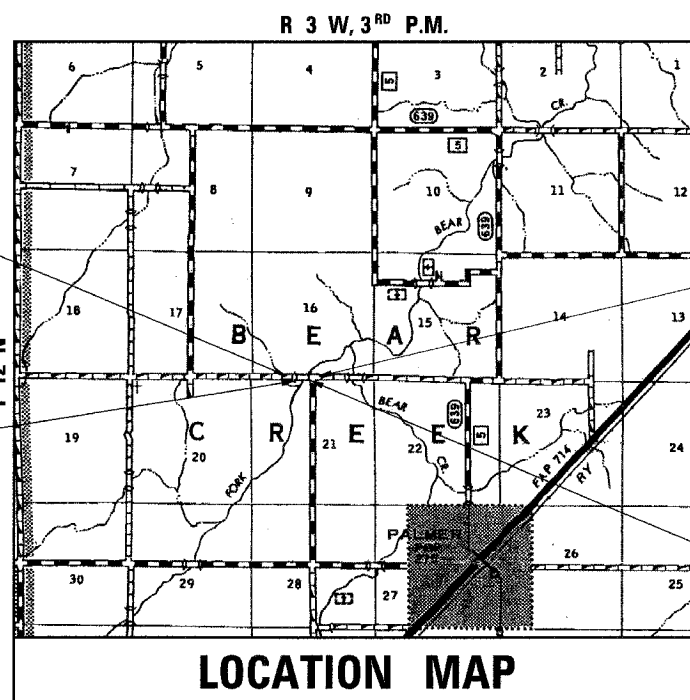 R 3 W, 3RD P.M.
6 5 4 3 2 1
5
639
CR.
5
7 8 9 10 11 12
BEAR
639
4
18 17 16 15 14 13
B E A R
T 12 N
BEAR
639
5
23
19 20 21 22 24
C R E E K
CR.
FORK
FAP 714
RY
PALMER
26
30 29 28 27 25
LOCATION MAP